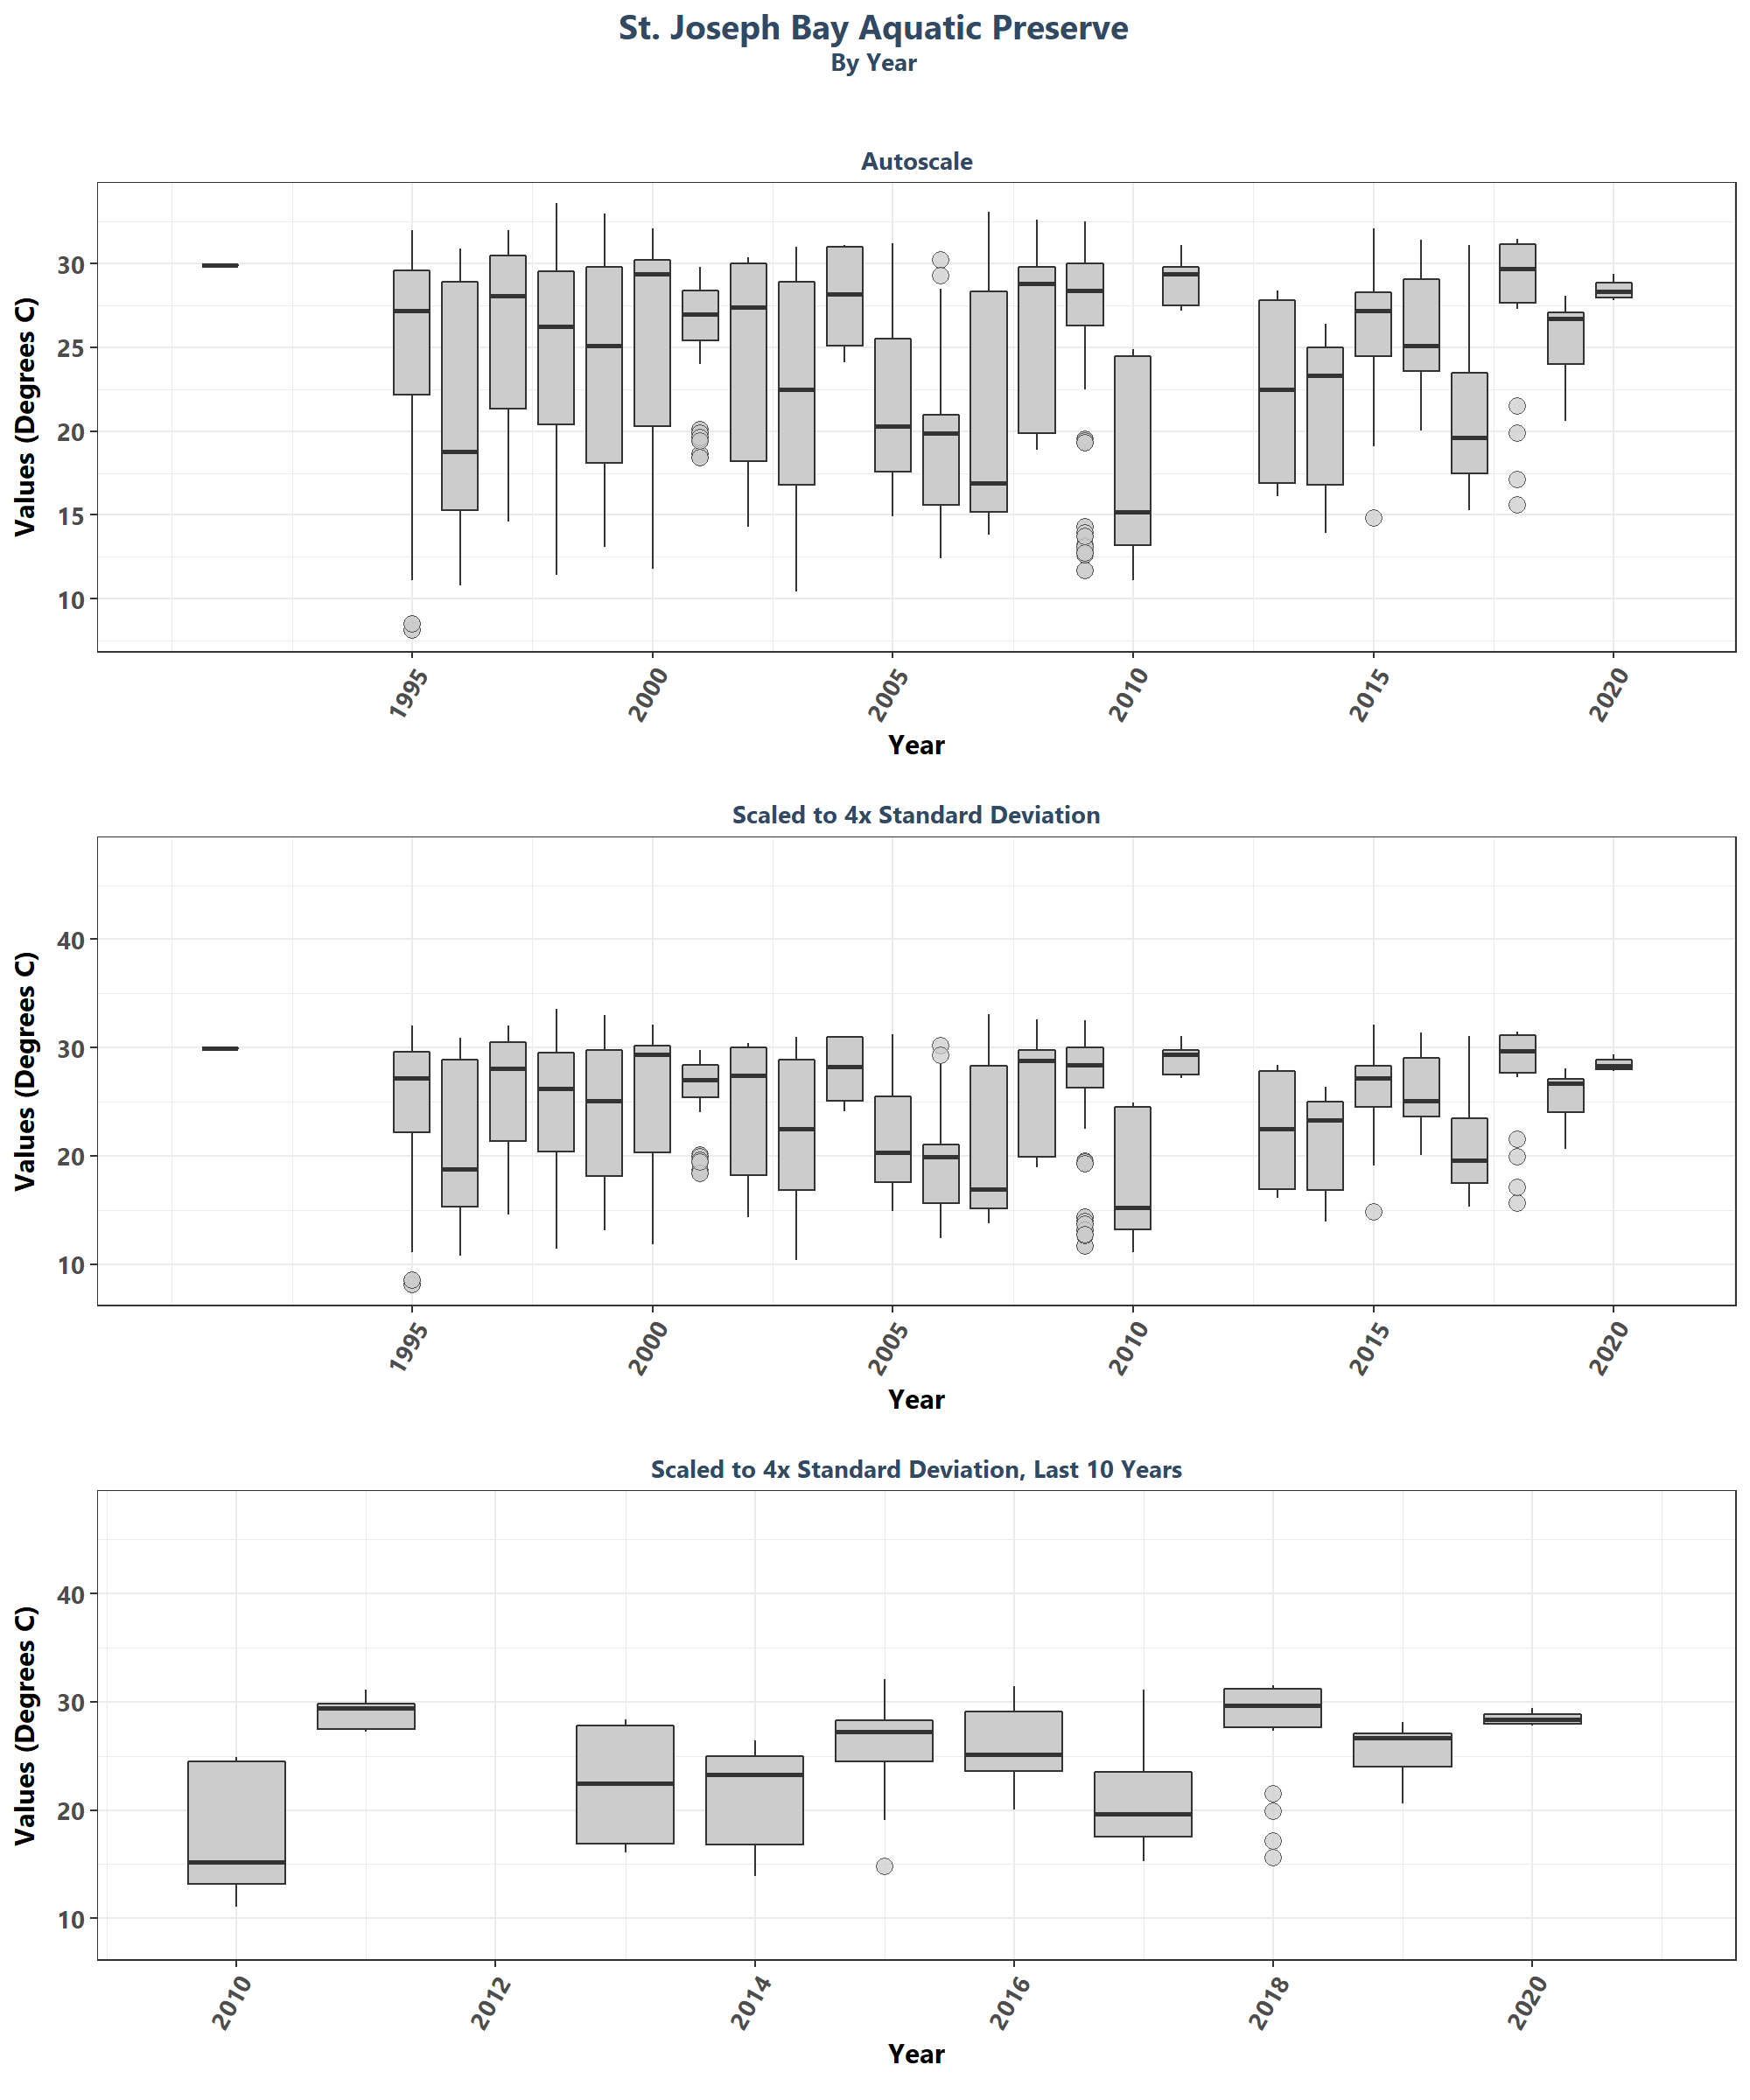 St. Joseph Bay Aquatic Preserve
By Year
Autoscale
Values (Degrees C)
30
25
20
15
10
1995
2000
2005
2010
2015
2020
Year
Scaled to 4x Standard Deviation
Values (Degrees C)
40
30
20
10
1995
2000
2005
2010
2015
2020
Year
Scaled to 4x Standard Deviation, Last 10 Years
Values (Degrees C)
40
30
20
10
2010
2012
2014
2016
2018
2020
Year